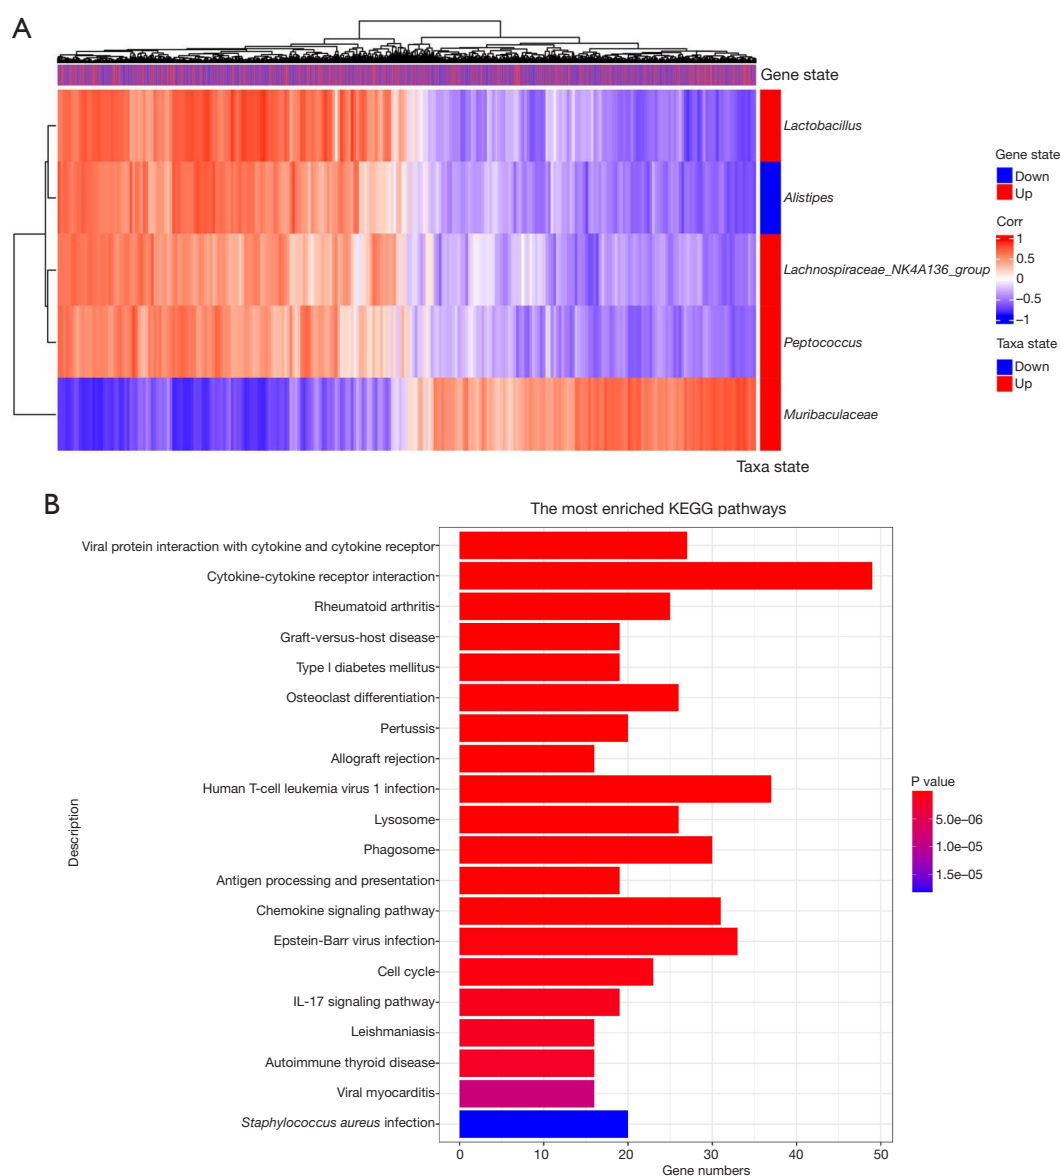 A
Gene state
Lactobacillus
Alistipes
Lachnospiraceae_NK4A136_group
Peptococcus
Muribaculaceae
Taxa state
Gene state
Down
Up
Corr
1
0.5
0
−0.5
−1
Taxa state
Down
Up
B
The most enriched KEGG pathways
Description
Viral protein interaction with cytokine and cytokine receptor
Cytokine-cytokine receptor interaction
Rheumatoid arthritis
Graft-versus-host disease
Type I diabetes mellitus
Osteoclast differentiation
Pertussis
Allograft rejection
Human T-cell leukemia virus 1 infection
Lysosome
Phagosome
Antigen processing and presentation
Chemokine signaling pathway
Epstein-Barr virus infection
Cell cycle
IL-17 signaling pathway
Leishmaniasis
Autoimmune thyroid disease
Viral myocarditis
Staphylococcus aureus infection
0 10 20 30 40 50
Gene numbers
P value
5.0e−06
1.0e−05
1.5e−05